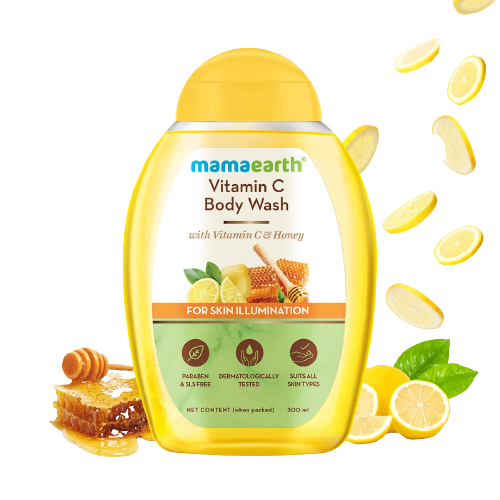 mamaearth®
Vitamin C
Body Wash
with Vitamin C & Honey
FOR SKIN ILLUMINATION
PARABEN
& SLS FREE
DERMATOLOGICALLY
TESTED
SUITS ALL
SKIN TYPES
NET CONTENT (when packed) 300 ml